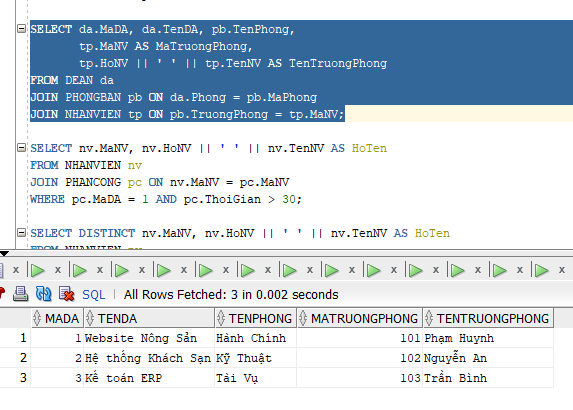 SELECT da.MaDA, da.TenDA, pb.TenPhong,
tp.MaNV AS MaTruongPhong,
tp.HoNV || ' ' || tp.TenNV AS TenTruongPhong
FROM DEAN da
JOIN PHONGBAN pb ON da.Phong = pb.MaPhong
JOIN NHANVIEN tp ON pb.TruongPhong = tp.MaNV;
SELECT nv.MaNV, nv.HoNV || ' ' || nv.TenNV AS HoTen
FROM NHANVIEN nv
JOIN PHANCONG pc ON nv.MaNV = pc.MaNV
WHERE pc.MaDA = 1 AND pc.ThoiGian > 30;
SELECT DISTINCT nv.MaNV, nv.HoNV || ' ' || nv.TenNV AS HoTen
FROM NHANVIEN nv
x x x x x x x x x x x x x x
SQL | All Rows Fetched: 3 in 0.002 seconds
MADA TENDA TENPHONG MATRUONGPHONG TENTRUONGPHONG
1 1 Website Nông Sản Hành Chính 101 Phạm Huynh
2 2 Hệ thống Khách Sạn Kỹ Thuật 102 Nguyễn An
3 3 Kế toán ERP Tài Vụ 103 Trần Bình